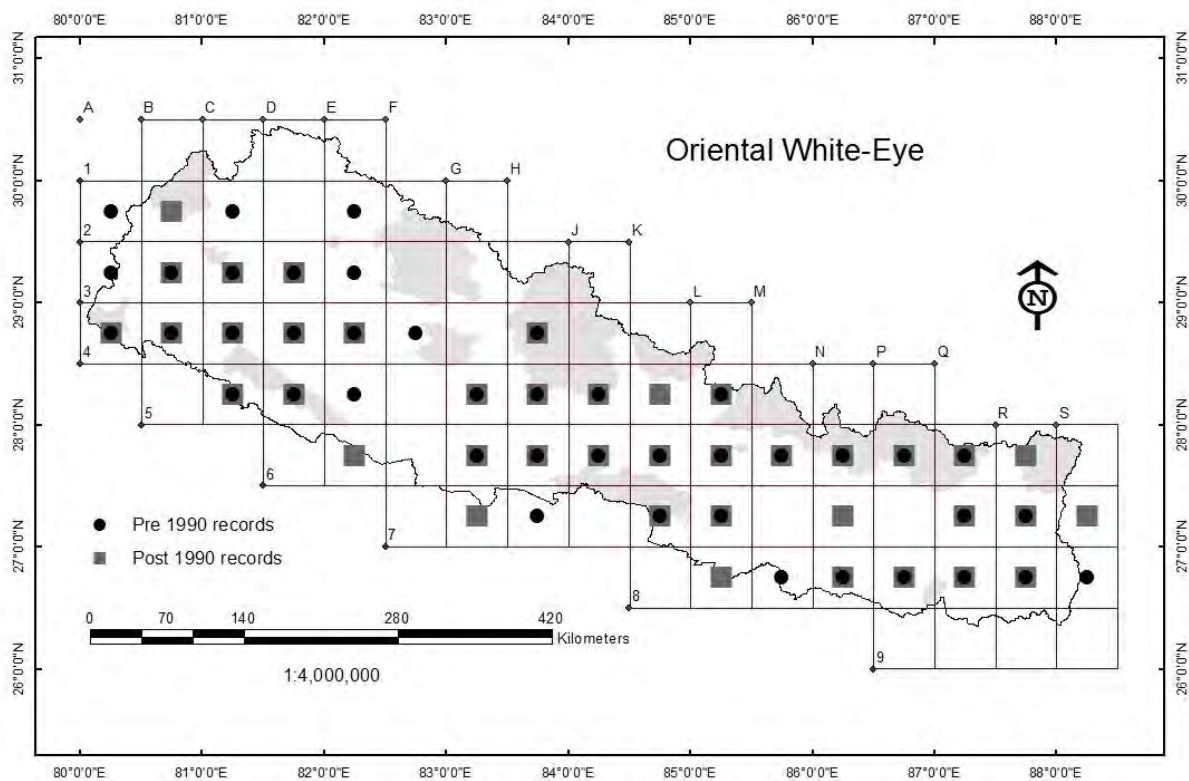 80°0'0"E 81°0'0"E 82°0'0"E 83°0'0"E 84°0'0"E 85°0'0"E 86°0'0"E 87°0'0"E 88°0'0"E
31°0'0"N 31°0'0"N
A B C D E F
Oriental White-Eye
1 G H
30°0'0"N 30°0'0"N
2 J K
3 L M
29°0'0"N N 29°0'0"N
4 N P Q
5 R S
28°0'0"N 28°0'0"N
6
Pre 1990 records
7
27°0'0"N 27°0'0"N
Post 1990 records
8
0 70 140 280 420
Kilometers
9
1:4,000,000
26°0'0"N 26°0'0"N
80°0'0"E 81°0'0"E 82°0'0"E 83°0'0"E 84°0'0"E 85°0'0"E 86°0'0"E 87°0'0"E 88°0'0"E